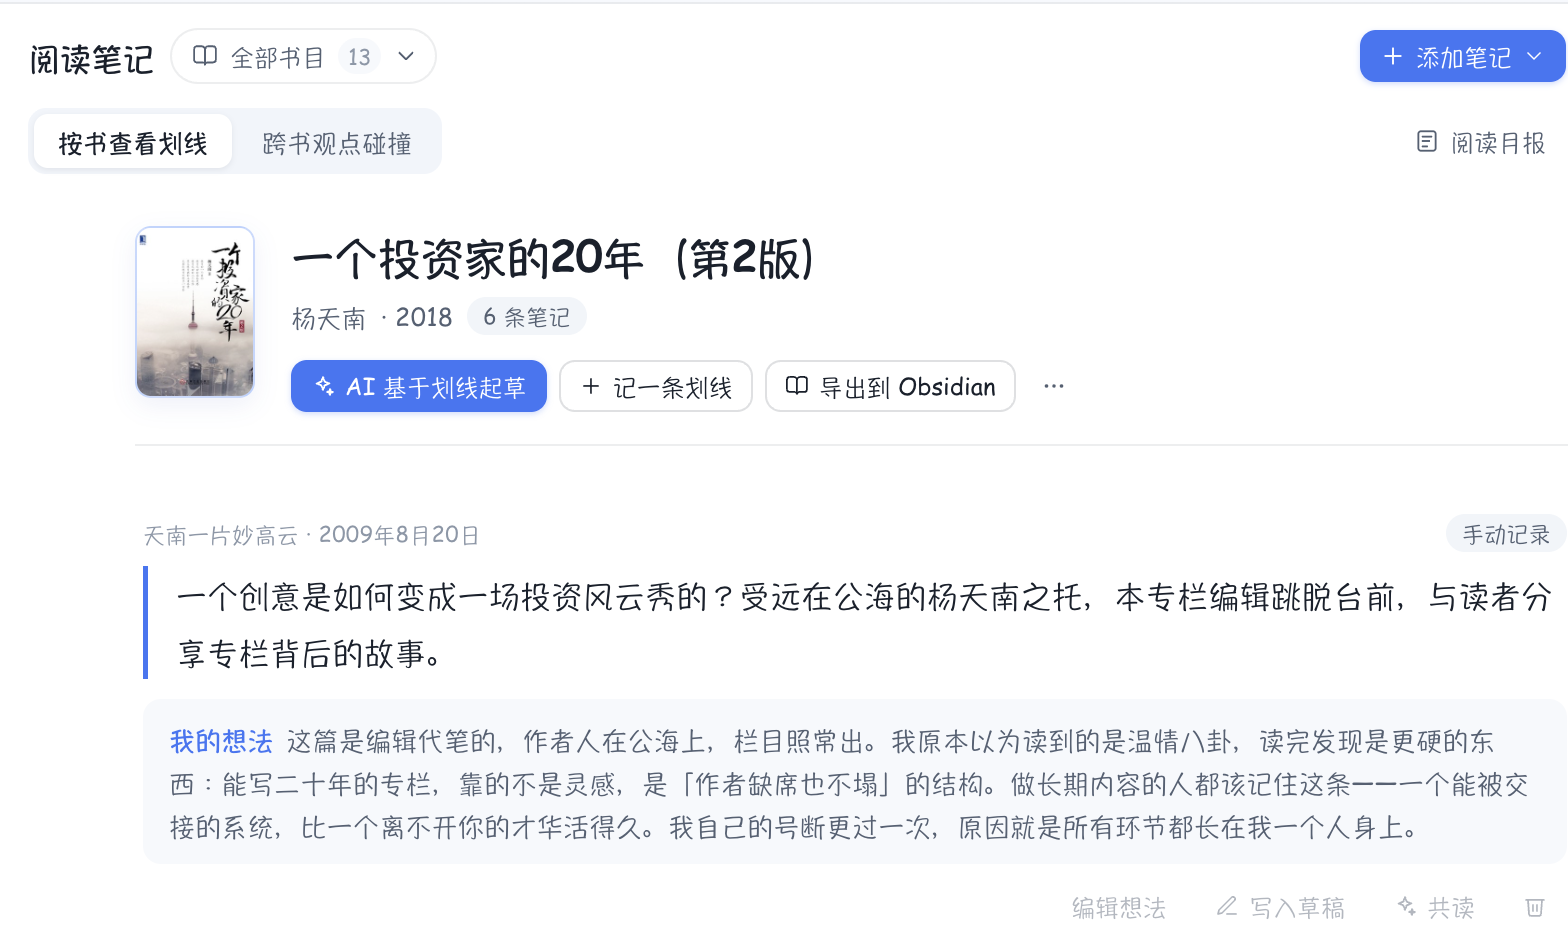 阅读笔记 全部书目 13 添加笔记
按书查看划线 跨书观点碰撞 阅读月报
一个投资家的20年
一个投资家的20年（第2版）
杨天南 · 2018 6 条笔记
AI 基于划线起草 记一条划线 导出到 Obsidian ···
天南一片妙高云 · 2009年8月20日 手动记录
一个创意是如何变成一场投资风云秀的？受远在公海的杨天南之托，本专栏编辑跳脱台前，与读者分
享专栏背后的故事。
我的想法 这篇是编辑代笔的，作者人在公海上，栏目照常出。我原本以为读到的是温情八卦，读完发现是更硬的东
西：能写二十年的专栏，靠的不是灵感，是「作者缺席也不塌」的结构。做长期内容的人都该记住这条——一个能被交
接的系统，比一个离不开你的才华活得久。我自己的号断更过一次，原因就是所有环节都长在我一个人身上。
编辑想法 写入草稿 共读